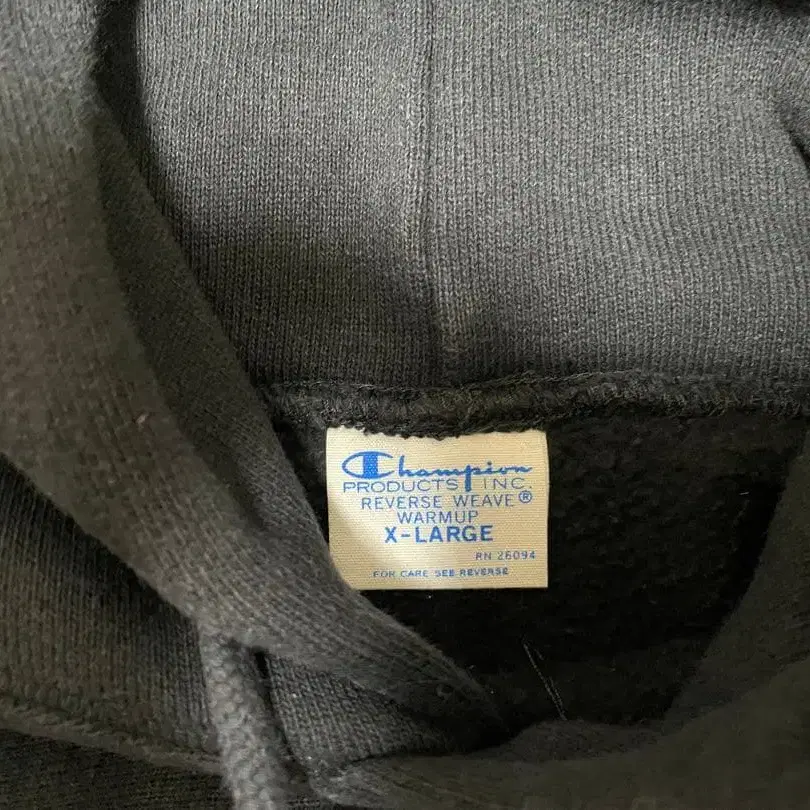 Champion
PRODUCTS INC.
REVERSE WEAVE®
WARMUP
X-LARGE
RN 26094
FOR CARE SEE REVERSE